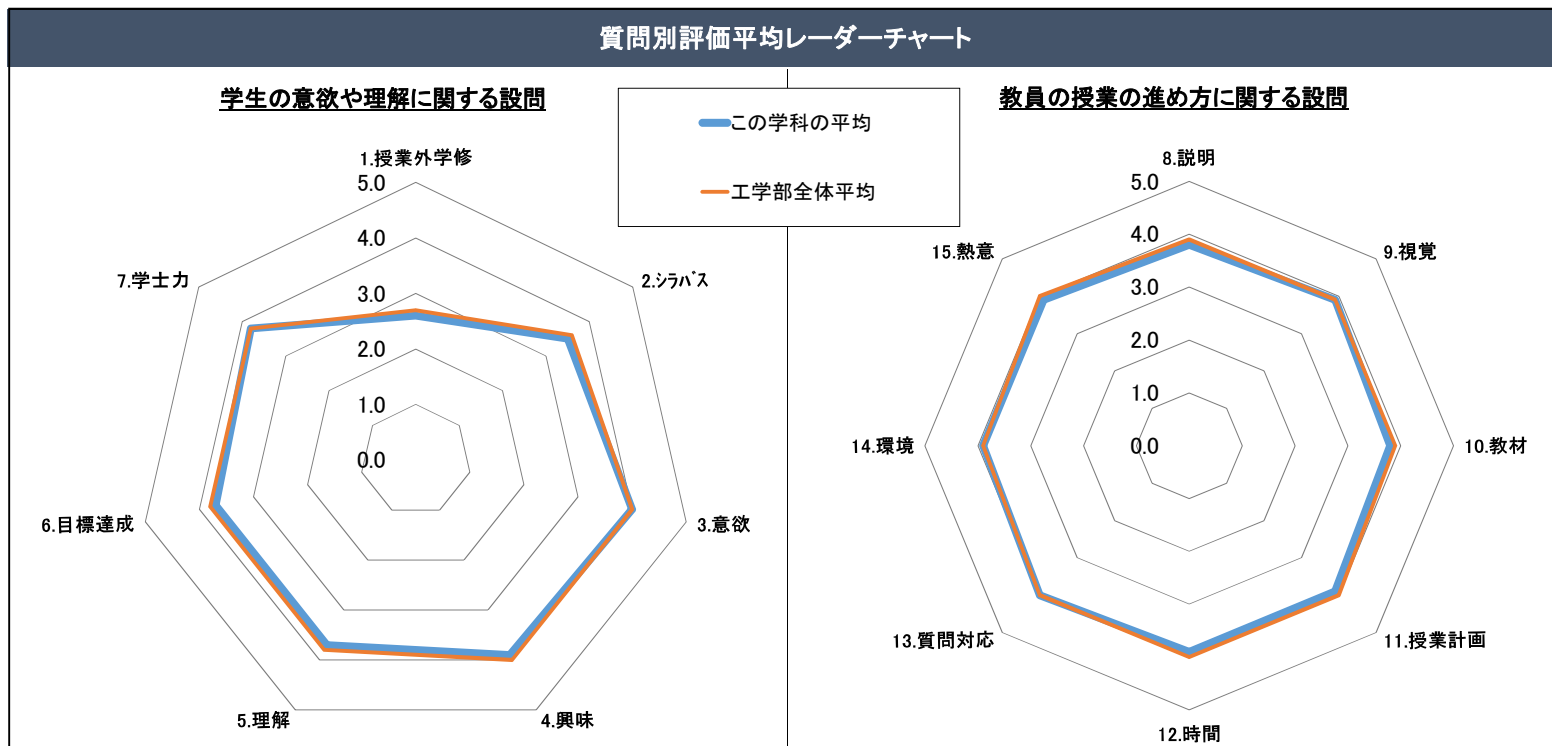 質問別評価平均レーダーチャート
学生の意欲や理解に関する設問
この学科の平均
工学部全体平均
教員の授業の進め方に関する設問
1.授業外学修
5.0
4.0
3.0
2.0
1.0
0.0
2.ｼﾗﾊﾞｽ
3.意欲
4.興味
5.理解
6.目標達成
7.学士力
8.説明
5.0
4.0
3.0
2.0
1.0
0.0
9.視覚
10.教材
11.授業計画
12.時間
13.質問対応
14.環境
15.熱意